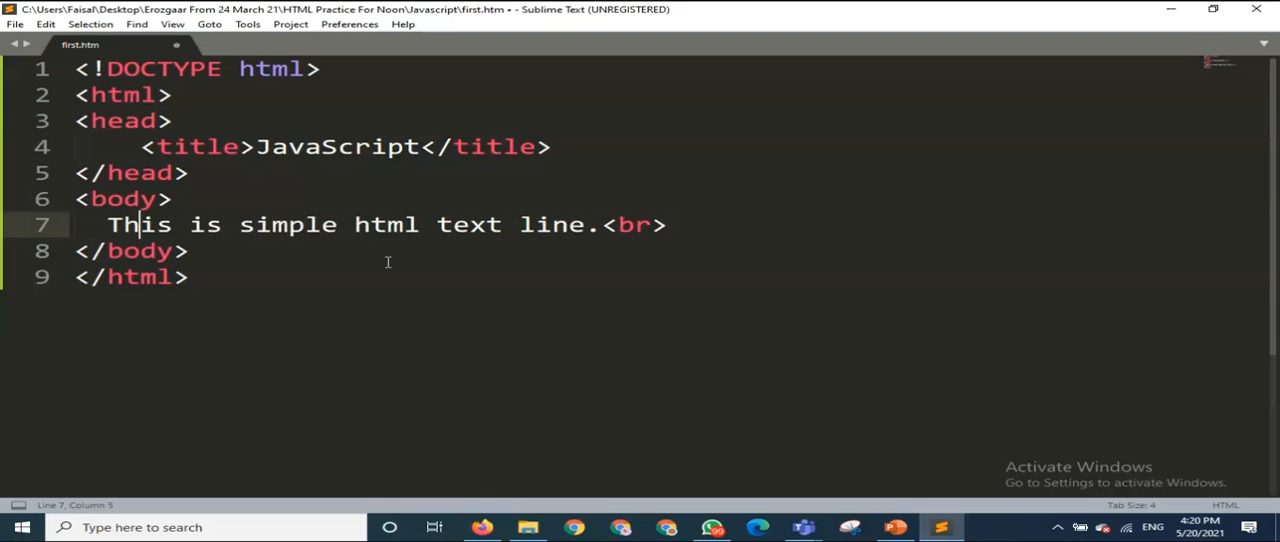 C:\Users\Faisal\Desktop\Erozgaar From 24 March 21\HTML Practice For Noon\Javascript\first.htm • - Sublime Text (UNREGISTERED)
File Edit Selection Find View Goto Tools Project Preferences Help
first.htm
1 <!DOCTYPE html>
2 <html>
3 <head>
4 <title>JavaScript</title>
5 </head>
6 <body>
7 This is simple html text line.<br>
8 </body>
9 </html>
Activate Windows
Go to Settings to activate Windows.
Line 7, Column 5 Tab Size: 4 HTML
Type here to search 99 ENG 4:20 PM
5/20/2021